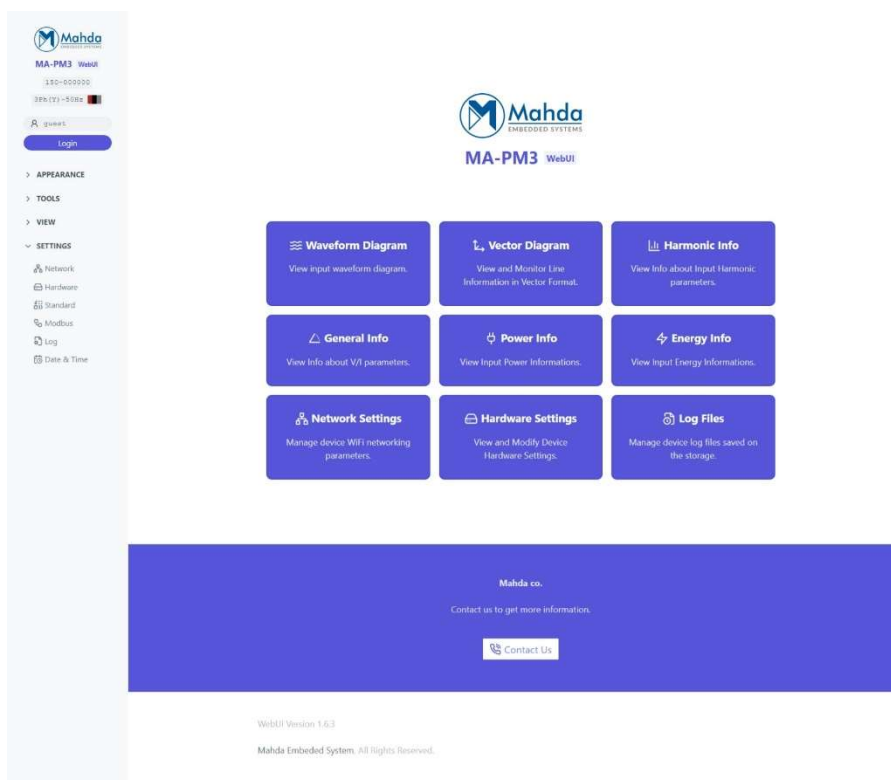 Mahda
EMBEDDED SYSTEMS
MA-PM3 WebUI
150-000000
3Ph(Y)-50Hz
guest
Login
APPEARANCE
TOOLS
VIEW
SETTINGS
Network
Hardware
Standard
Modbus
Log
Date & Time
Mahda
EMBEDDED SYSTEMS
MA-PM3 WebUI
Waveform Diagram
View input waveform diagram.
Vector Diagram
View and Monitor Line
Information in Vector Format.
Harmonic Info
View Info about Input Harmonic
parameters.
General Info
View Info about V/I parameters.
Power Info
View Input Power Informations.
Energy Info
View Input Energy Informations.
Network Settings
Manage device WiFi networking
parameters.
Hardware Settings
View and Modify Device
Hardware Settings.
Log Files
Manage device log files saved on
the storage.
Mahda co.
Contact us to get more information.
Contact Us
WebUI Version 1.6.3
Mahda Embeded System. All Rights Reserved.